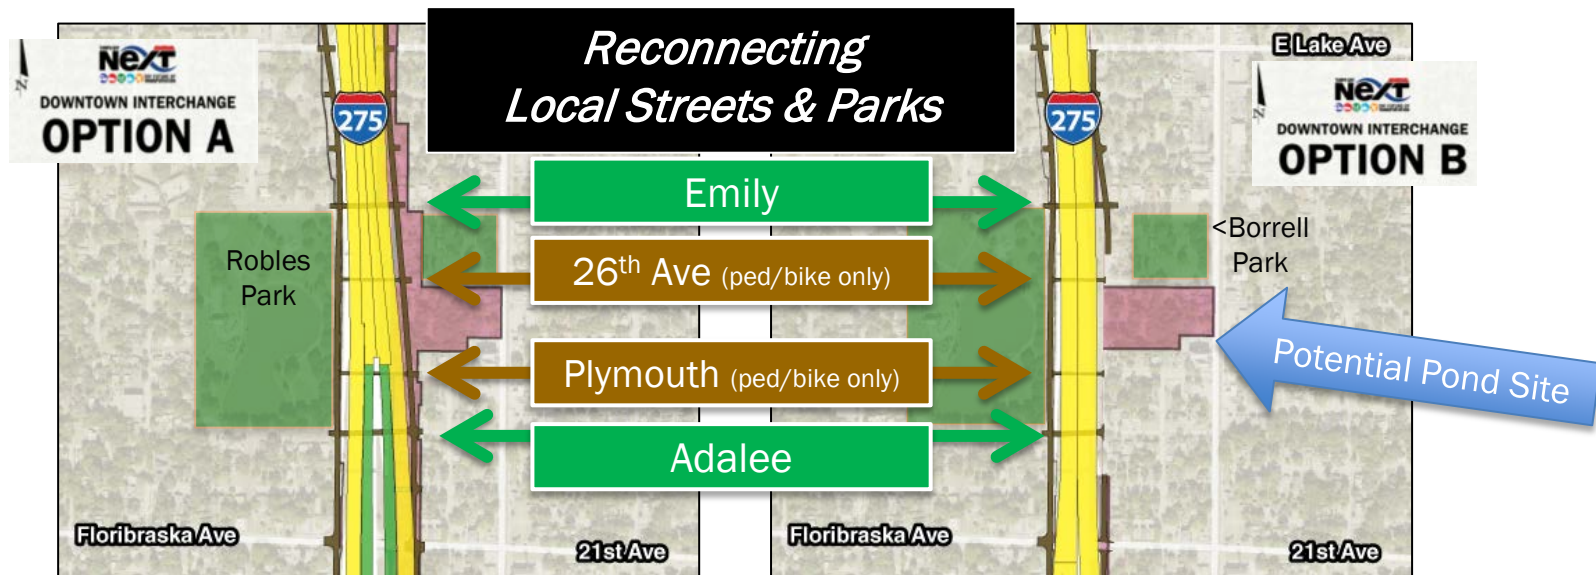 Reconnecting
Local Streets & Parks
NEXT
DOWNTOWN INTERCHANGE
OPTION A
275
Robles
Park
Floribraska Ave
21st Ave
Emily
26th Ave (ped/bike only)
Plymouth (ped/bike only)
Adalee
E Lake Ave
NEXT
DOWNTOWN INTERCHANGE
OPTION B
275
<Borrell
Park
Potential Pond Site
Floribraska Ave
21st Ave